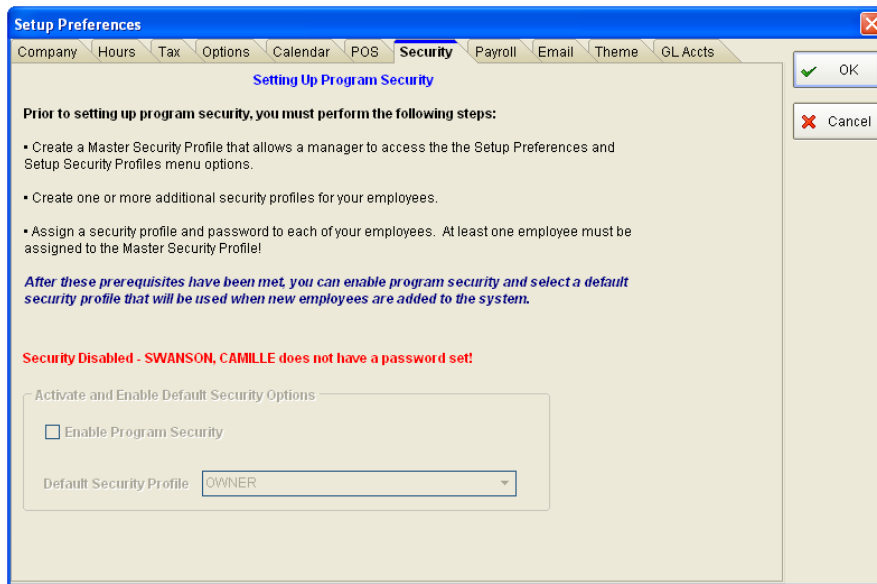 Setup Preferences
Company Hours Tax Options Calendar POS Security Payroll Email Theme GL Accts
OK
Cancel
Setting Up Program Security
Prior to setting up program security, you must perform the following steps:
▪ Create a Master Security Profile that allows a manager to access the the Setup Preferences and
Setup Security Profiles menu options.
▪ Create one or more additional security profiles for your employees.
▪ Assign a security profile and password to each of your employees. At least one employee must be
assigned to the Master Security Profile!
After these prerequisites have been met, you can enable program security and select a default
security profile that will be used when new employees are added to the system.
Security Disabled - SWANSON, CAMILLE does not have a password set!
Activate and Enable Default Security Options
Enable Program Security
Default Security Profile OWNER